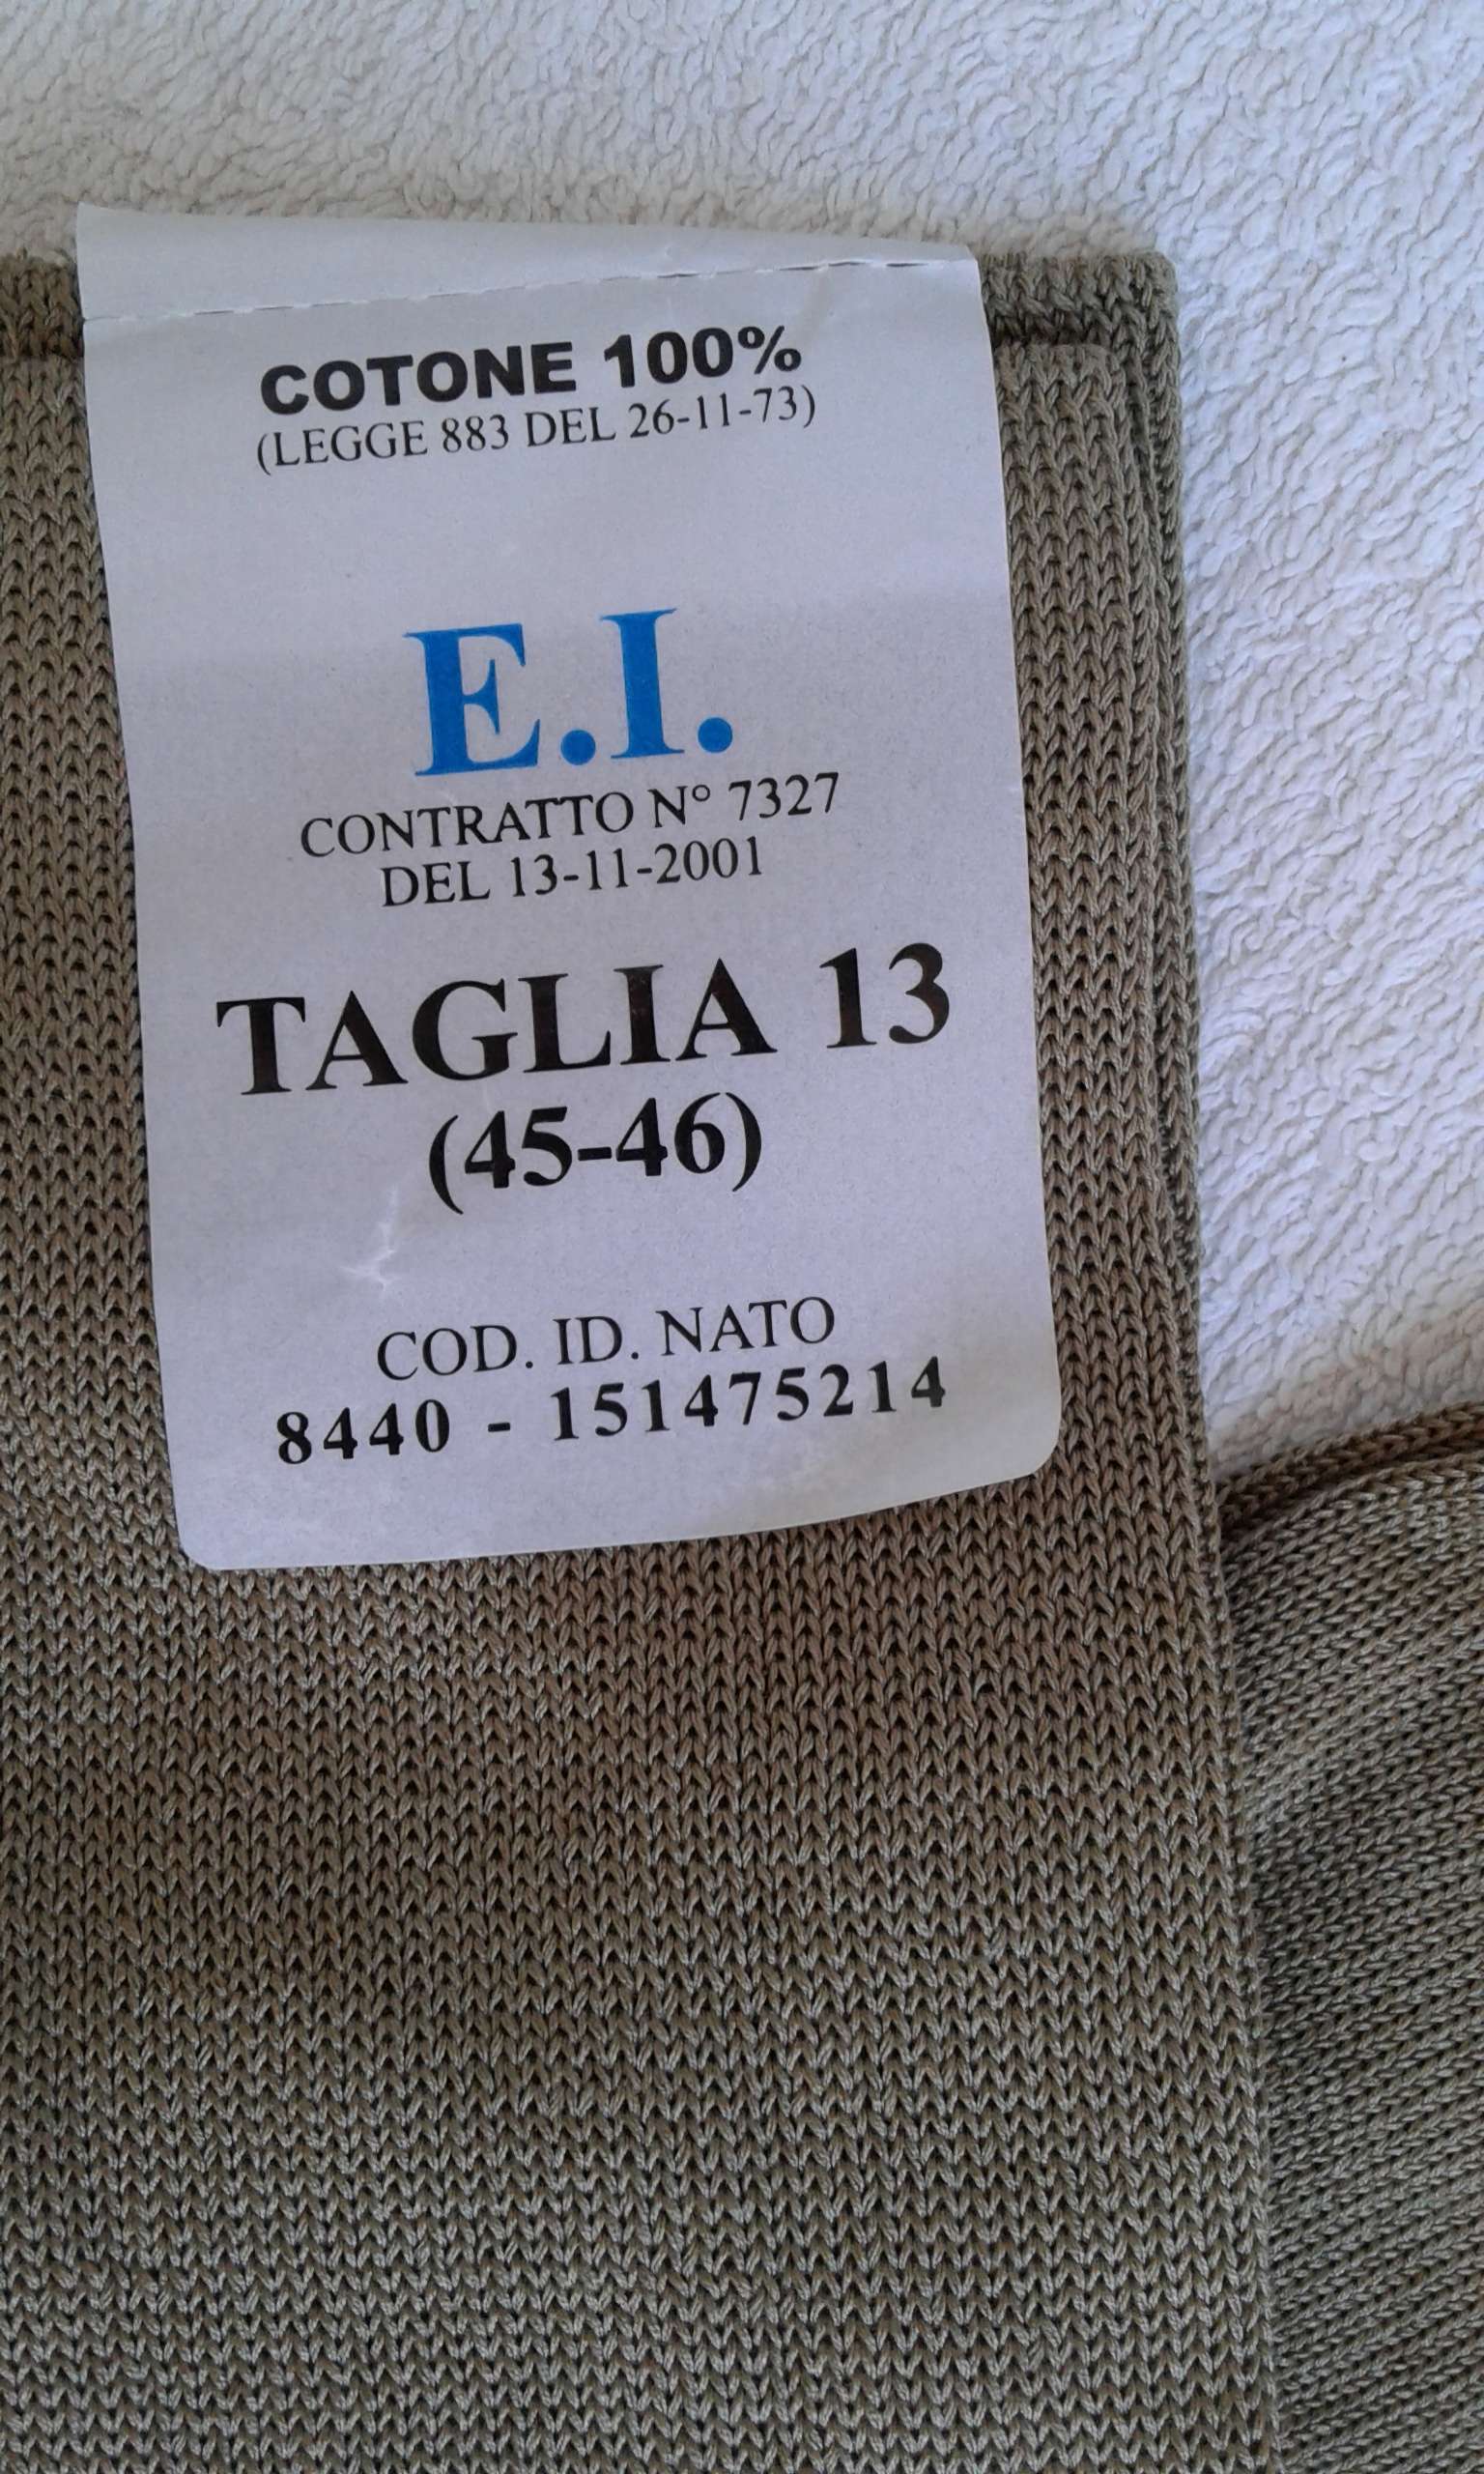 COTONE 100%
(LEGGE 883 DEL 26-11-73)
E.I.
CONTRATTO N° 7327
DEL 13-11-2001
TAGLIA 13
(45-46)
COD. ID. NATO
8440 - 151475214